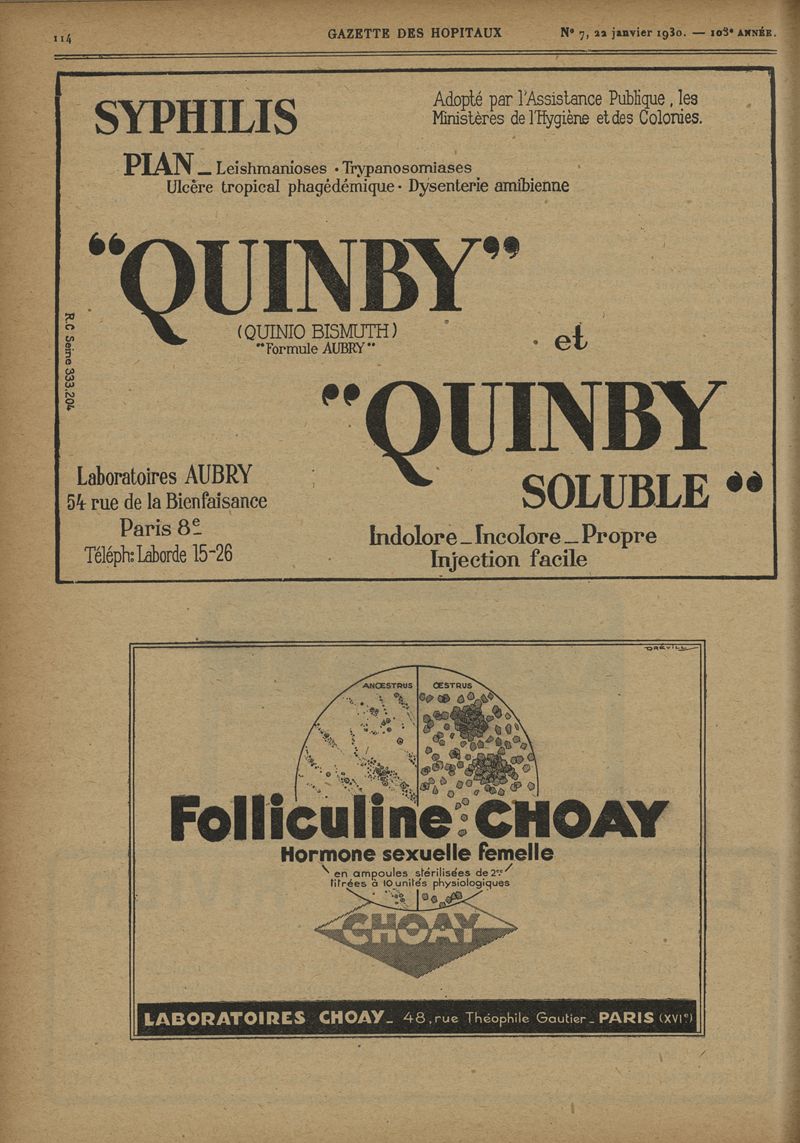 114
GAZETTE DES HOPITAUX
N° 7, 22 janvier 1930. — 103e ANNÉE.
SYPHILIS
Adopté par l'Assistance Publique, les
Ministères de l'Hygiène et des Colonies.
PIAN _ Leishmanioses · Trypanosomiases
Ulcère tropical phagédémique · Dysenterie amibienne
"QUINBY"
(QUINIO BISMUTH)
"Formule AUBRY"
et
R.C Seine 333.204
"QUINBY
SOLUBLE"
Laboratoires AUBRY
54 rue de la Bienfaisance
Paris 8e
Téléph: Laborde 15-26
Indolore _ Incolore _ Propre
Injection facile
ANCESTRUS
ŒSTRUS
Folliculine CHOAY
Hormone sexuelle femelle
en ampoules stérilisées de 2cc
titrées à 10 unités physiologiques
CHOAY
LABORATOIRES CHOAY _ 48, rue Théophile Gautier _ PARIS (XVIe)